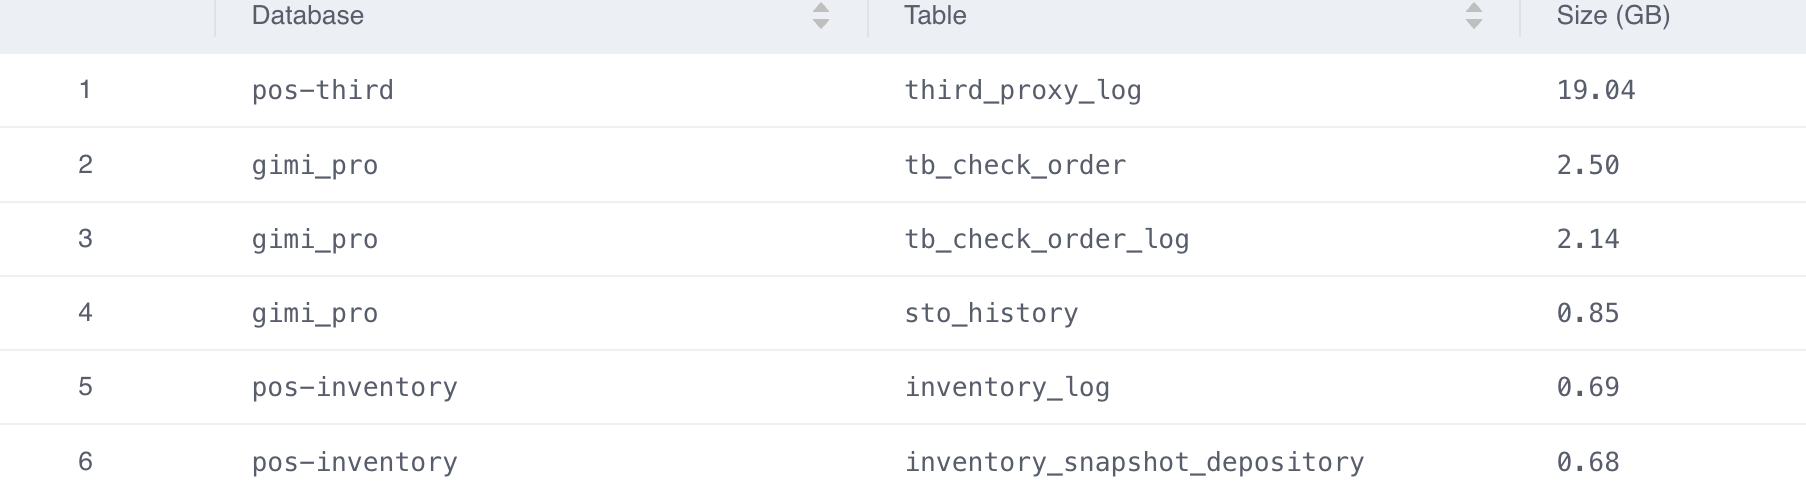 Database Table Size (GB)
1 pos-third third_proxy_log 19.04
2 gimi_pro tb_check_order 2.50
3 gimi_pro tb_check_order_log 2.14
4 gimi_pro sto_history 0.85
5 pos-inventory inventory_log 0.69
6 pos-inventory inventory_snapshot_depository 0.68